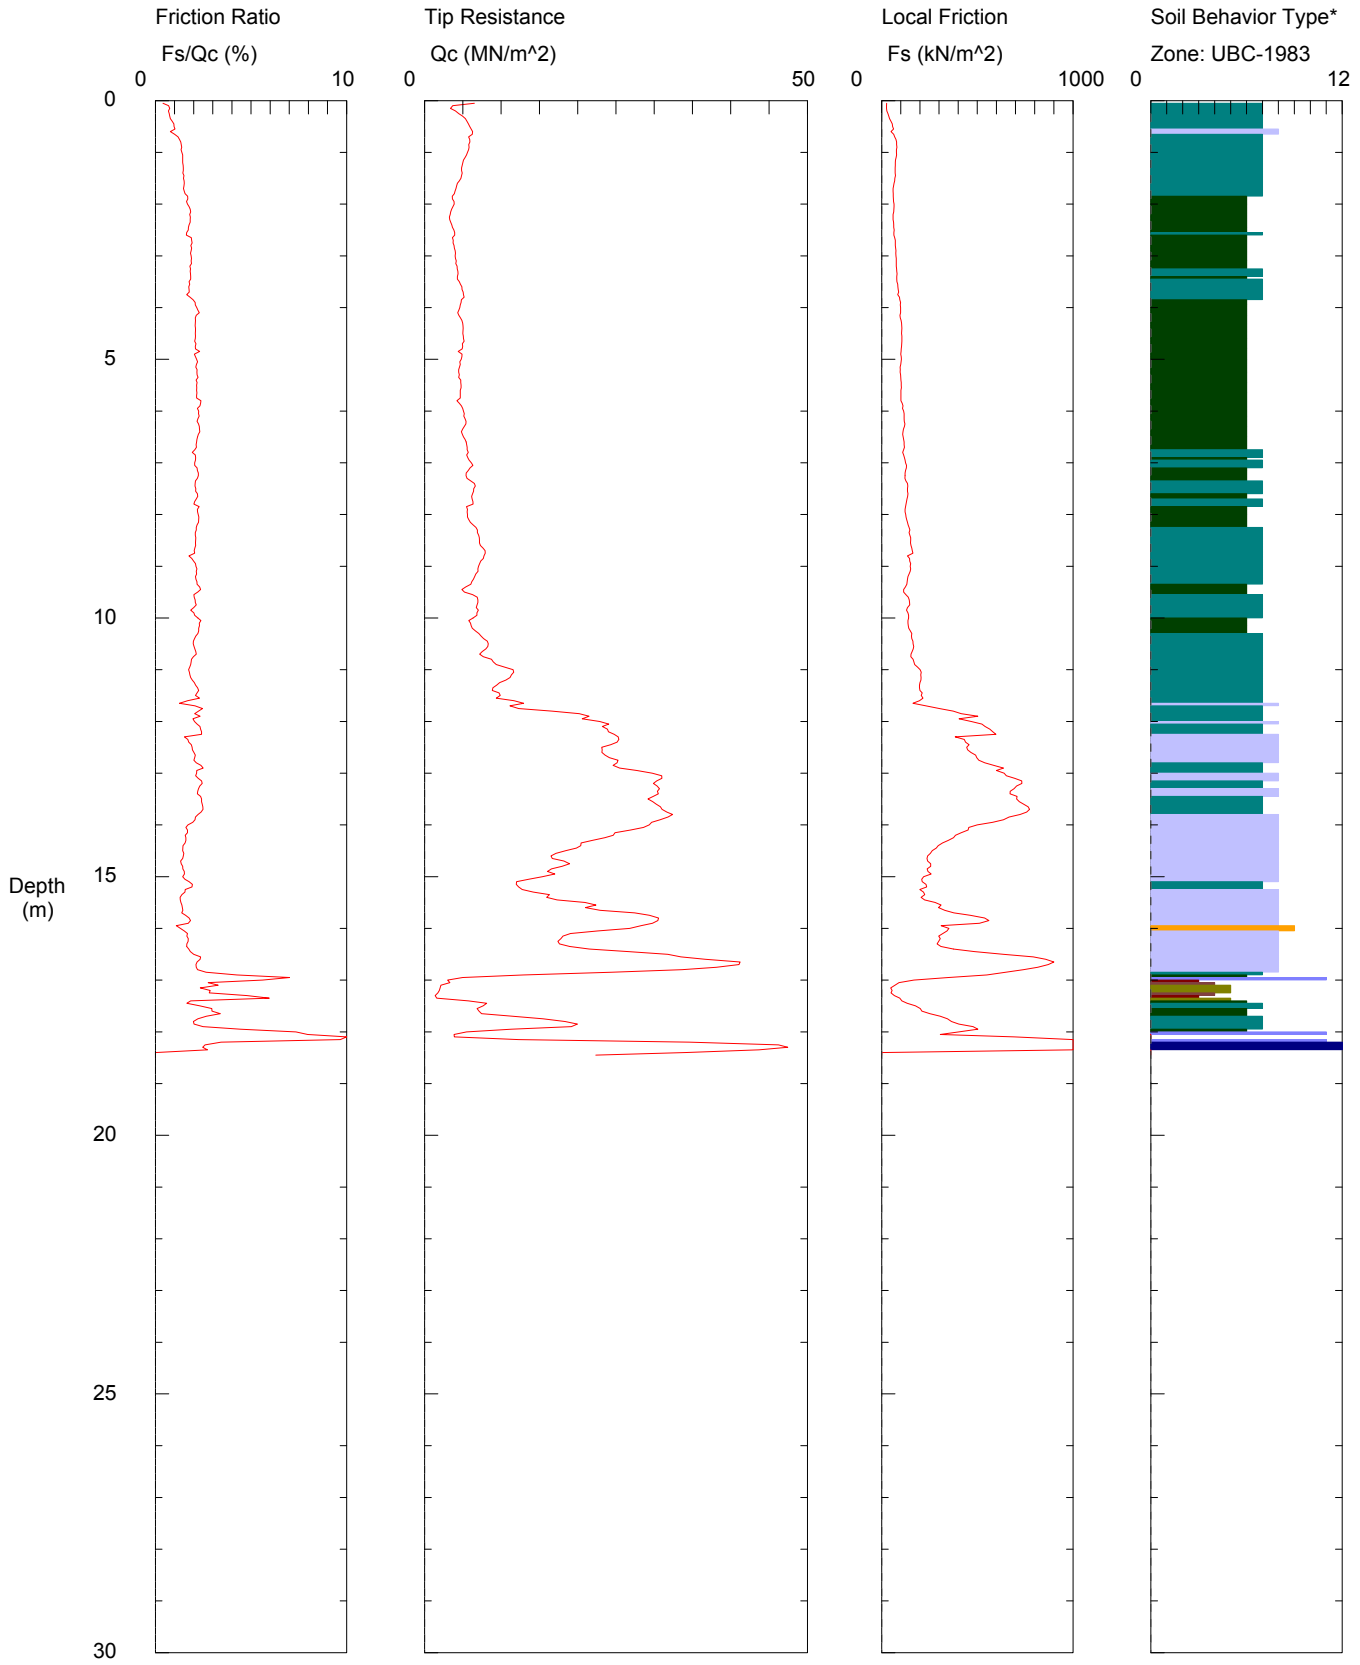 Friction Ratio Tip Resistance Local Friction Soil Behavior Type*
Fs/Qc (%) Qc (MN/m^2) Fs (kN/m^2) Zone: UBC-1983
0 10 0 50 0 1000 0 12
0
5
10
15
Depth
(m)
20
25
30